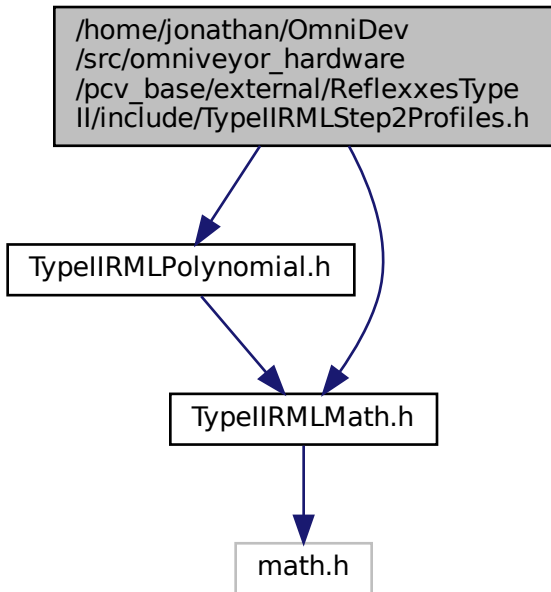 /home/jonathan/OmniDev
/src/omniveyor_hardware
/pcv_base/external/ReflexxesType
II/include/TypeIIRMLStep2Profiles.h
TypeIIRMLPolynomial.h
TypeIIRMLMath.h
math.h